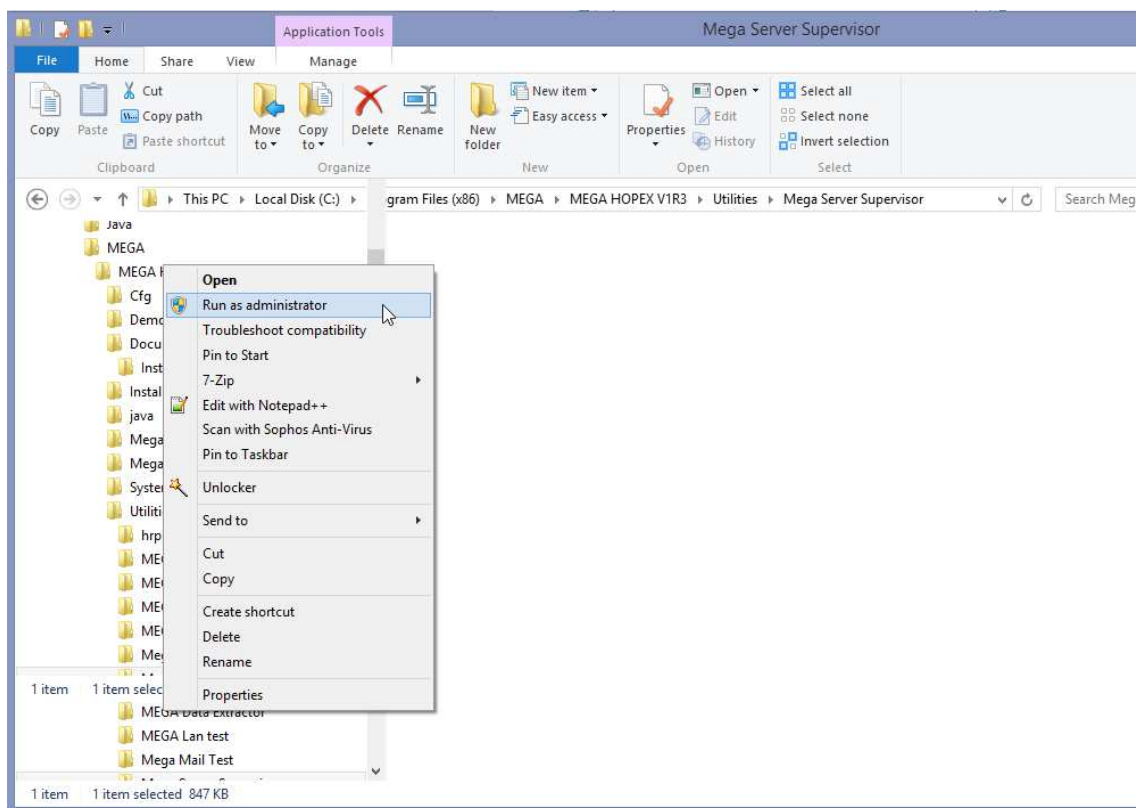 Application Tools
Mega Server Supervisor
File Home Share View Manage
Copy
Paste
Cut
Copy path
Paste shortcut
Clipboard
Move to
Copy to
Delete
Rename
Organize
New folder
New item
Easy access
New
Properties
Open
Edit
History
Open
Select all
Select none
Invert selection
Select
This PC Local Disk (C:) gram Files (x86) MEGA MEGA HOPEX V1R3 Utilities Mega Server Supervisor
Search Meg
Java
MEGA
MEGA H
Cfg
Demo
Docu
Inst
Instal
java
Mega
Mega
System
Utiliti
hrp
ME
ME
ME
ME
Me
Open
Run as administrator
Troubleshoot compatibility
Pin to Start
7-Zip
Edit with Notepad++
Scan with Sophos Anti-Virus
Pin to Taskbar
Unlocker
Send to
Cut
Copy
Create shortcut
Delete
Rename
Properties
1 item 1 item selec
MEGA Data Extractor
MEGA Lan test
Mega Mail Test
1 item 1 item selected 847 KB